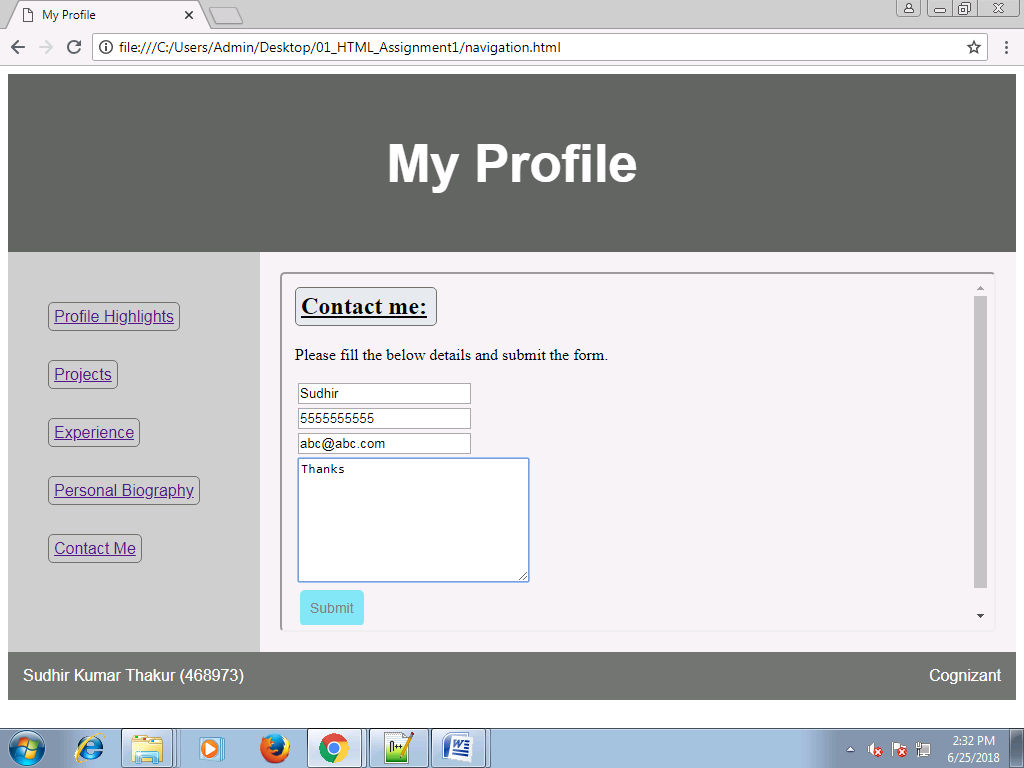 My Profile
file:///C:/Users/Admin/Desktop/01_HTML_Assignment1/navigation.html
My Profile
Profile Highlights
Projects
Experience
Personal Biography
Contact Me
Contact me:
Please fill the below details and submit the form.
Sudhir
5555555555
abc@abc.com
Thanks
Submit
Sudhir Kumar Thakur (468973)
Cognizant
2:32 PM
6/25/2018